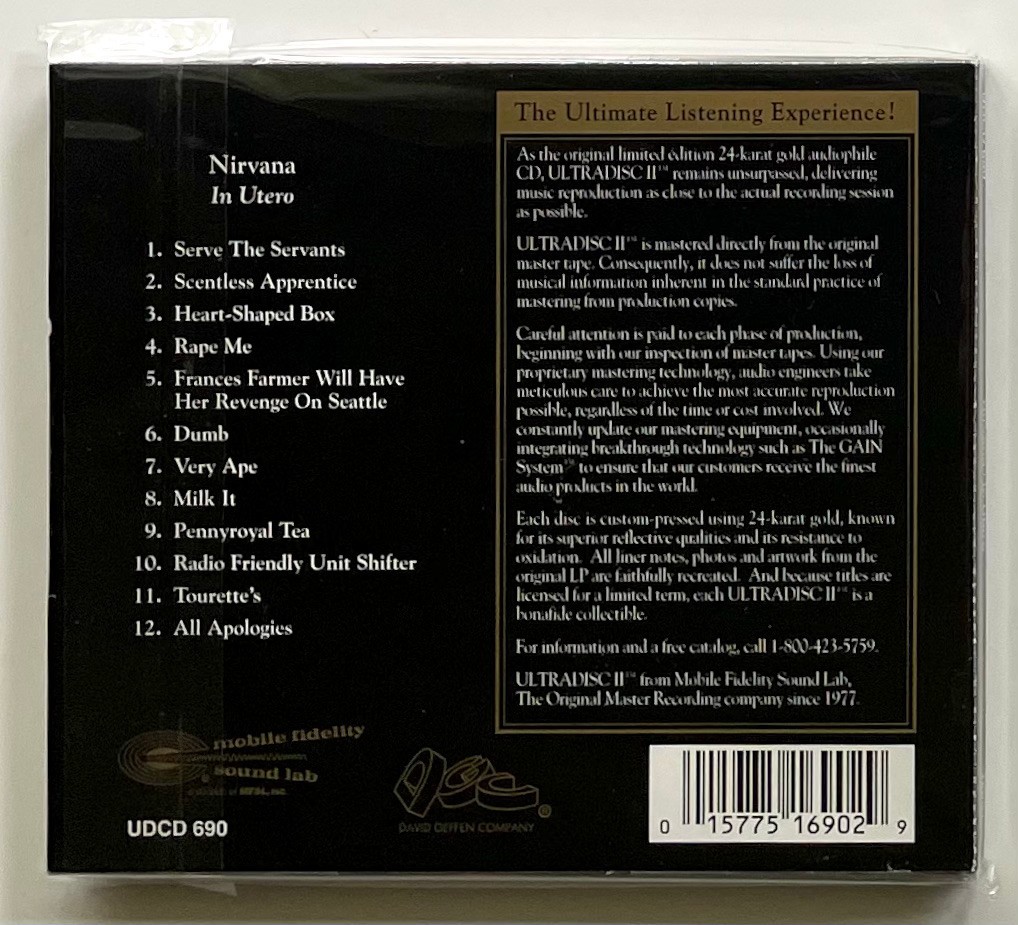 Nirvana
In Utero
1. Serve The Servants
2. Scentless Apprentice
3. Heart-Shaped Box
4. Rape Me
5. Frances Farmer Will Have
Her Revenge On Seattle
6. Dumb
7. Very Ape
8. Milk It
9. Pennyroyal Tea
10. Radio Friendly Unit Shifter
11. Tourette's
12. All Apologies
mobile fidelity
sound lab
UDCD 690
DAVID GEFFEN COMPANY
®
The Ultimate Listening Experience!
As the original limited edition 24-karat gold audiophile
CD, ULTRADISC II™ remains unsurpassed, delivering
music reproduction as close to the actual recording session
as possible.
ULTRADISC II™ is mastered directly from the original
master tape. Consequently, it does not suffer the loss of
musical information inherent in the standard practice of
mastering from production copies.
Careful attention is paid to each phase of production,
beginning with our inspection of master tapes. Using our
proprietary mastering technology, audio engineers take
meticulous care to achieve the most accurate reproduction
possible, regardless of the time or cost involved. We
constantly update our mastering equipment, occasionally
integrating breakthrough technology such as The GAIN
System™ to ensure that our customers receive the finest
audio products in the world.
Each disc is custom-pressed using 24-karat gold, known
for its superior reflective qualities and its resistance to
oxidation. All liner notes, photos and artwork from the
original LP are faithfully recreated. And because titles are
licensed for a limited term, each ULTRADISC II™ is a
bonafide collectible.
For information and a free catalog, call 1-800-423-5759.
ULTRADISC II™ from Mobile Fidelity Sound Lab,
The Original Master Recording company since 1977.
0 15775 16902 9